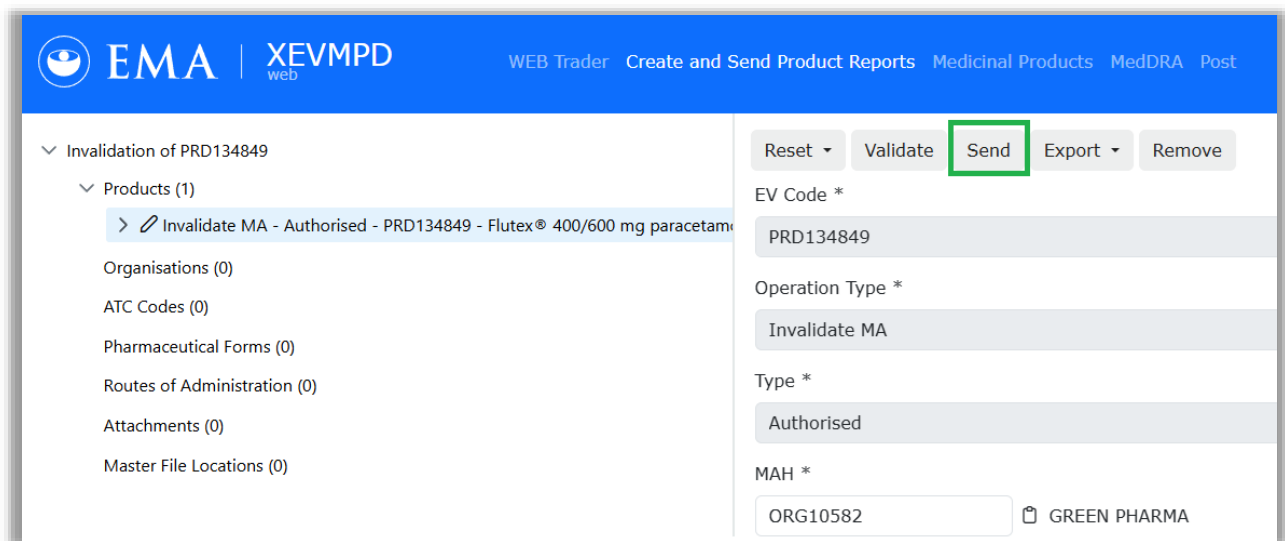 EMA | XEVMPD
web
WEB Trader Create and Send Product Reports Medicinal Products MedDRA Post
Invalidation of PRD134849
Products (1)
Invalidate MA - Authorised - PRD134849 - Flutex® 400/600 mg
Organisations (0)
ATC Codes (0)
Pharmaceutical Forms (0)
Routes of Administration (0)
Attachments (0)
Master File Locations (0)
Reset Validate Send Export Remove
EV Code *
PRD134849
Operation Type *
Invalidate MA
Type *
Authorised
MAH *
ORG10582 GREEN PHARMA